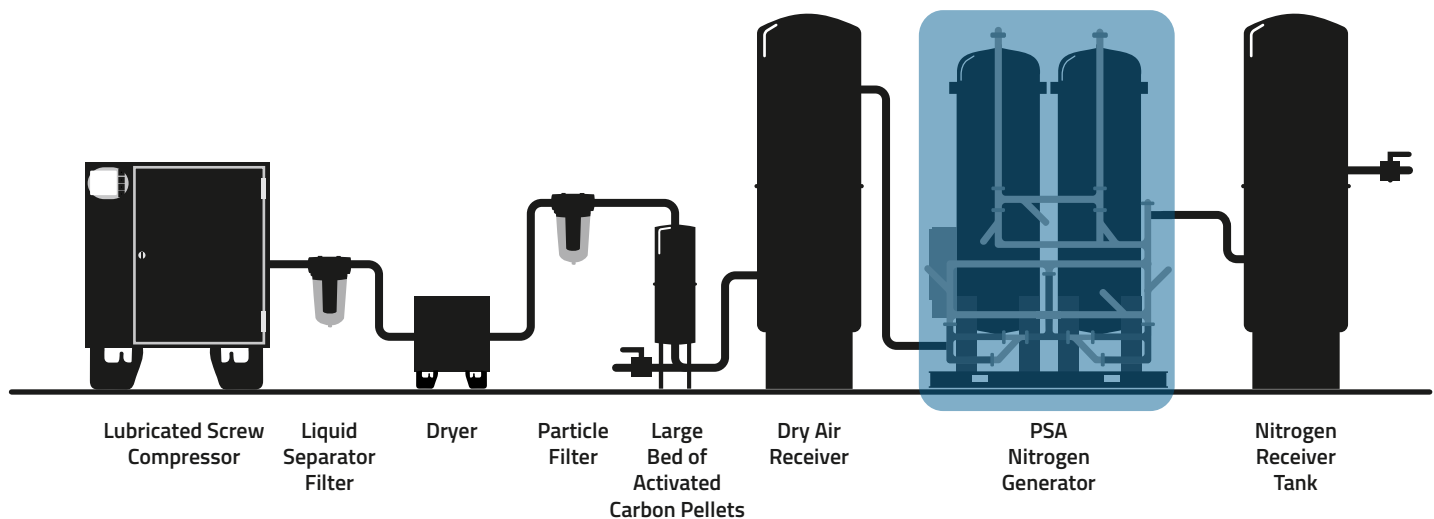 Lubricated Screw
Compressor
Liquid
Separator
Filter
Dryer
Particle
Filter
Large
Bed of
Activated
Carbon Pellets
Dry Air
Receiver
PSA
Nitrogen
Generator
Nitrogen
Receiver
Tank